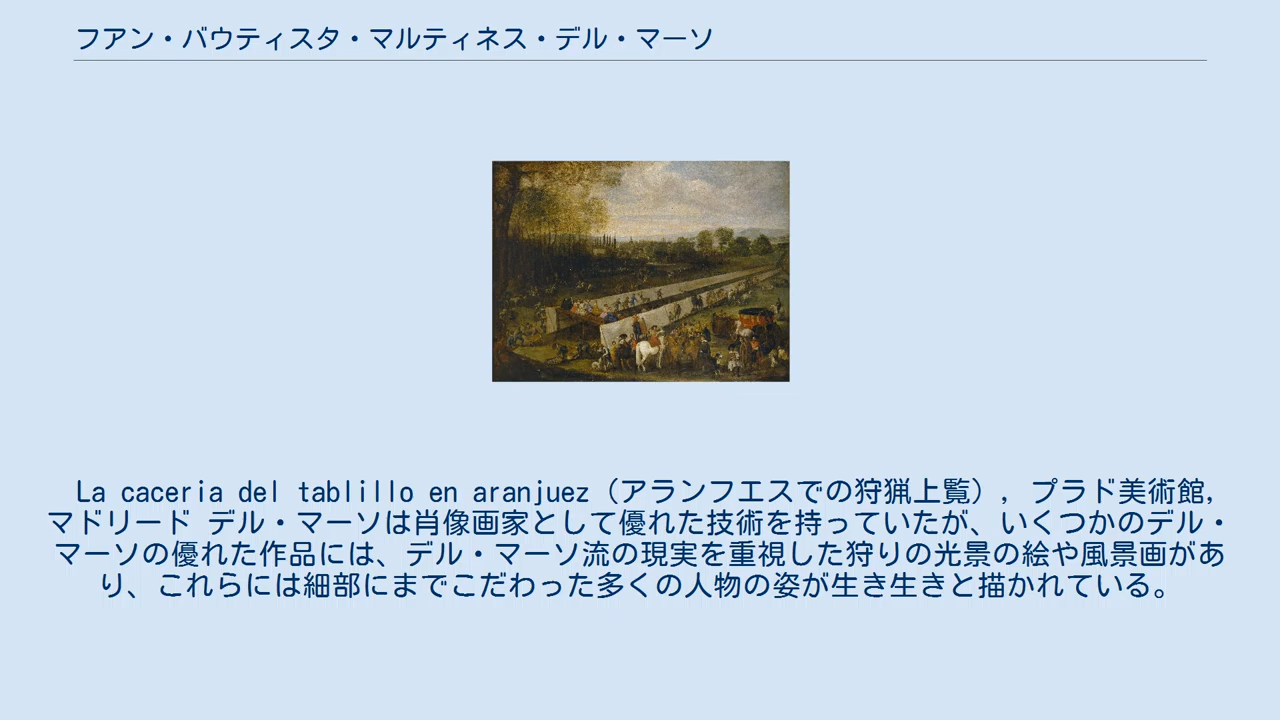 フアン・バウティスタ・マルティネス・デル・マーソ
La caceria del tablillo en aranjuez（アランフエスでの狩猟上覧）, プラド美術館,
マドリード デル・マーソは肖像画家として優れた技術を持っていたが、いくつかのデル・
マーソの優れた作品には、デル・マーソ流の現実を重視した狩りの光景の絵や風景画があ
り、これらには細部にまでこだわった多くの人物の姿が生き生きと描かれている。